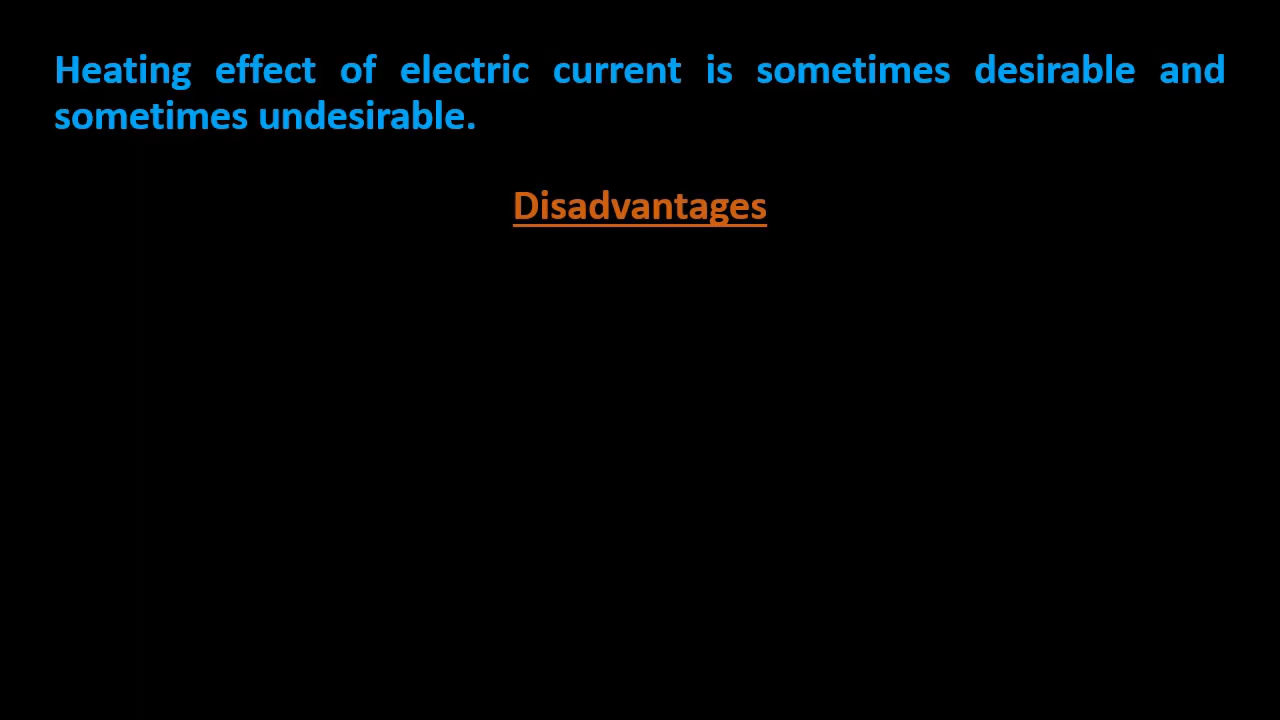 Heating effect of electric current is sometimes desirable and
sometimes undesirable.
Disadvantages